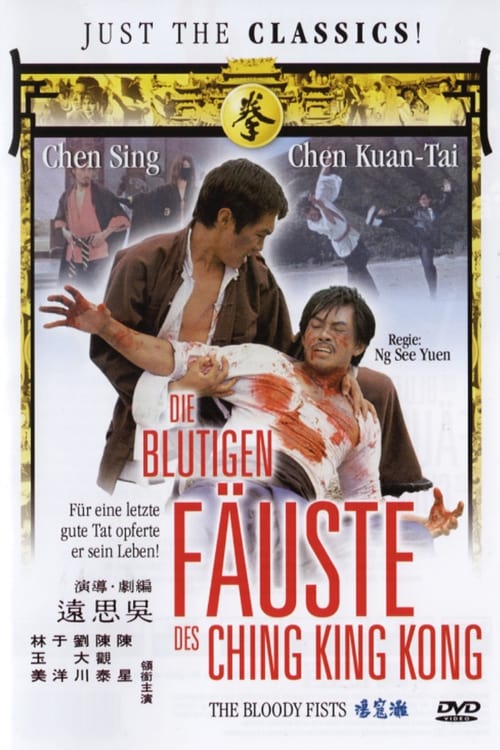 JUST THE CLASSICS!
拳
Chen Sing
Chen Kuan-Tai
Regie:
Ng See Yuen
DIE
BLUTIGEN
FÄUSTE
DES CHING KING KONG
Für eine letzte
gute Tat opferte
er sein Leben!
演導・劇編
遠思吳
陳星
陳觀泰
劉大川
于洋
林玉美
領銜主演
THE BLOODY FISTS 蕩寇灘
DVD
VIDEO